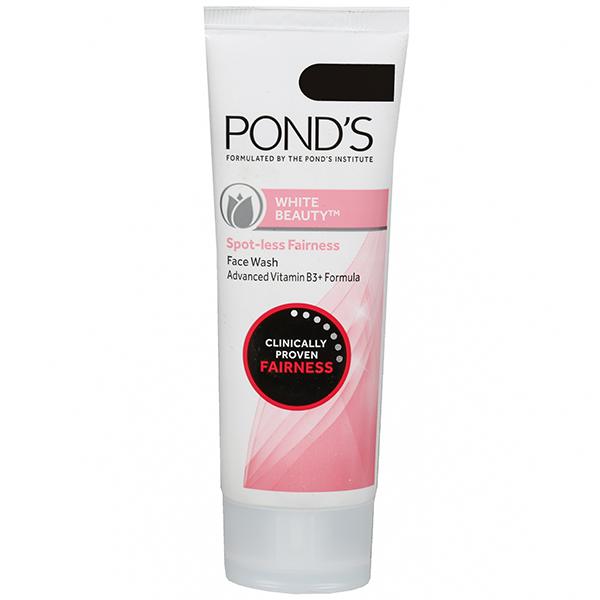 POND'S
FORMULATED BY THE POND'S INSTITUTE
WHITE
BEAUTY™
Spot-less Fairness
Face Wash
Advanced Vitamin B3+ Formula
CLINICALLY
PROVEN
FAIRNESS